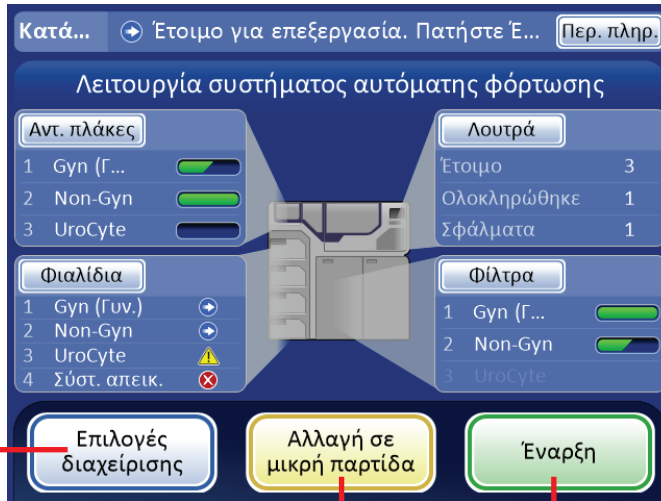 Κατά... Έτοιμο για επεξεργασία. Πατήστε Έ... Περ. πληρ.
Λειτουργία συστήματος αυτόματης φόρτωσης
Αντ. πλάκες
1 Gyn (Γ...
2 Non-Gyn
3 UroCyte
Λουτρά
Έτοιμο 3
Ολοκληρώθηκε 1
Σφάλματα 1
Φιαλίδια
1 Gyn (Γυν.)
2 Non-Gyn
3 UroCyte
4 Σύστ. απεικ.
Φίλτρα
1 Gyn (Γ...
2 Non-Gyn
3 UroCyte
Επιλογές
διαχείρισης
Αλλαγή σε
μικρή παρτίδα
Έναρξη